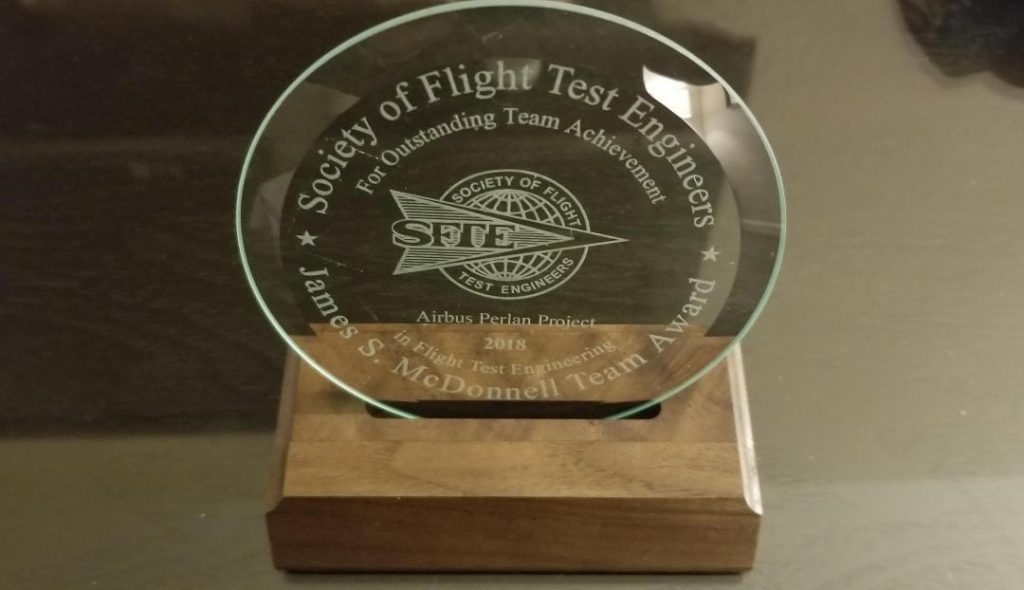 Society of Flight Test Engineers
For Outstanding Team Achievement
SOCIETY OF FLIGHT
SFTE
TEST ENGINEERS
Airbus Perlan Project
2018
in Flight Test Engineering
James S. McDonnell Team Award